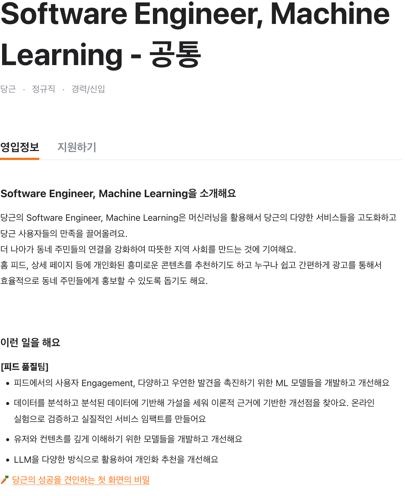 Software Engineer, Machine
Learning - 공통
당근 · 정규직 · 경력/신입
영입정보 지원하기
Software Engineer, Machine Learning을 소개해요
당근의 Software Engineer, Machine Learning은 머신러닝을 활용해서 당근의 다양한 서비스들을 고도화하고
당근 사용자들의 만족을 끌어올려요.
더 나아가 동네 주민들의 연결을 강화하여 따뜻한 지역 사회를 만드는 것에 기여해요.
홈 피드, 상세 페이지 등에 개인화된 흥미로운 콘텐츠를 추천하기도 하고 누구나 쉽고 간편하게 광고를 통해서
효율적으로 동네 주민들에게 홍보할 수 있도록 돕기도 해요.
이런 일을 해요
[피드 품질팀]
• 피드에서의 사용자 Engagement, 다양하고 우연한 발견을 촉진하기 위한 ML 모델들을 개발하고 개선해요
• 데이터를 분석하고 분석된 데이터에 기반해 가설을 세워 이론적 근거에 기반한 개선점을 찾아요. 온라인
실험으로 검증하고 실질적인 서비스 임팩트를 만들어요
• 유저와 컨텐츠를 깊게 이해하기 위한 모델들을 개발하고 개선해요
• LLM을 다양한 방식으로 활용하여 개인화 추천을 개선해요
🥕 당근의 성공을 견인하는 첫 화면의 비밀